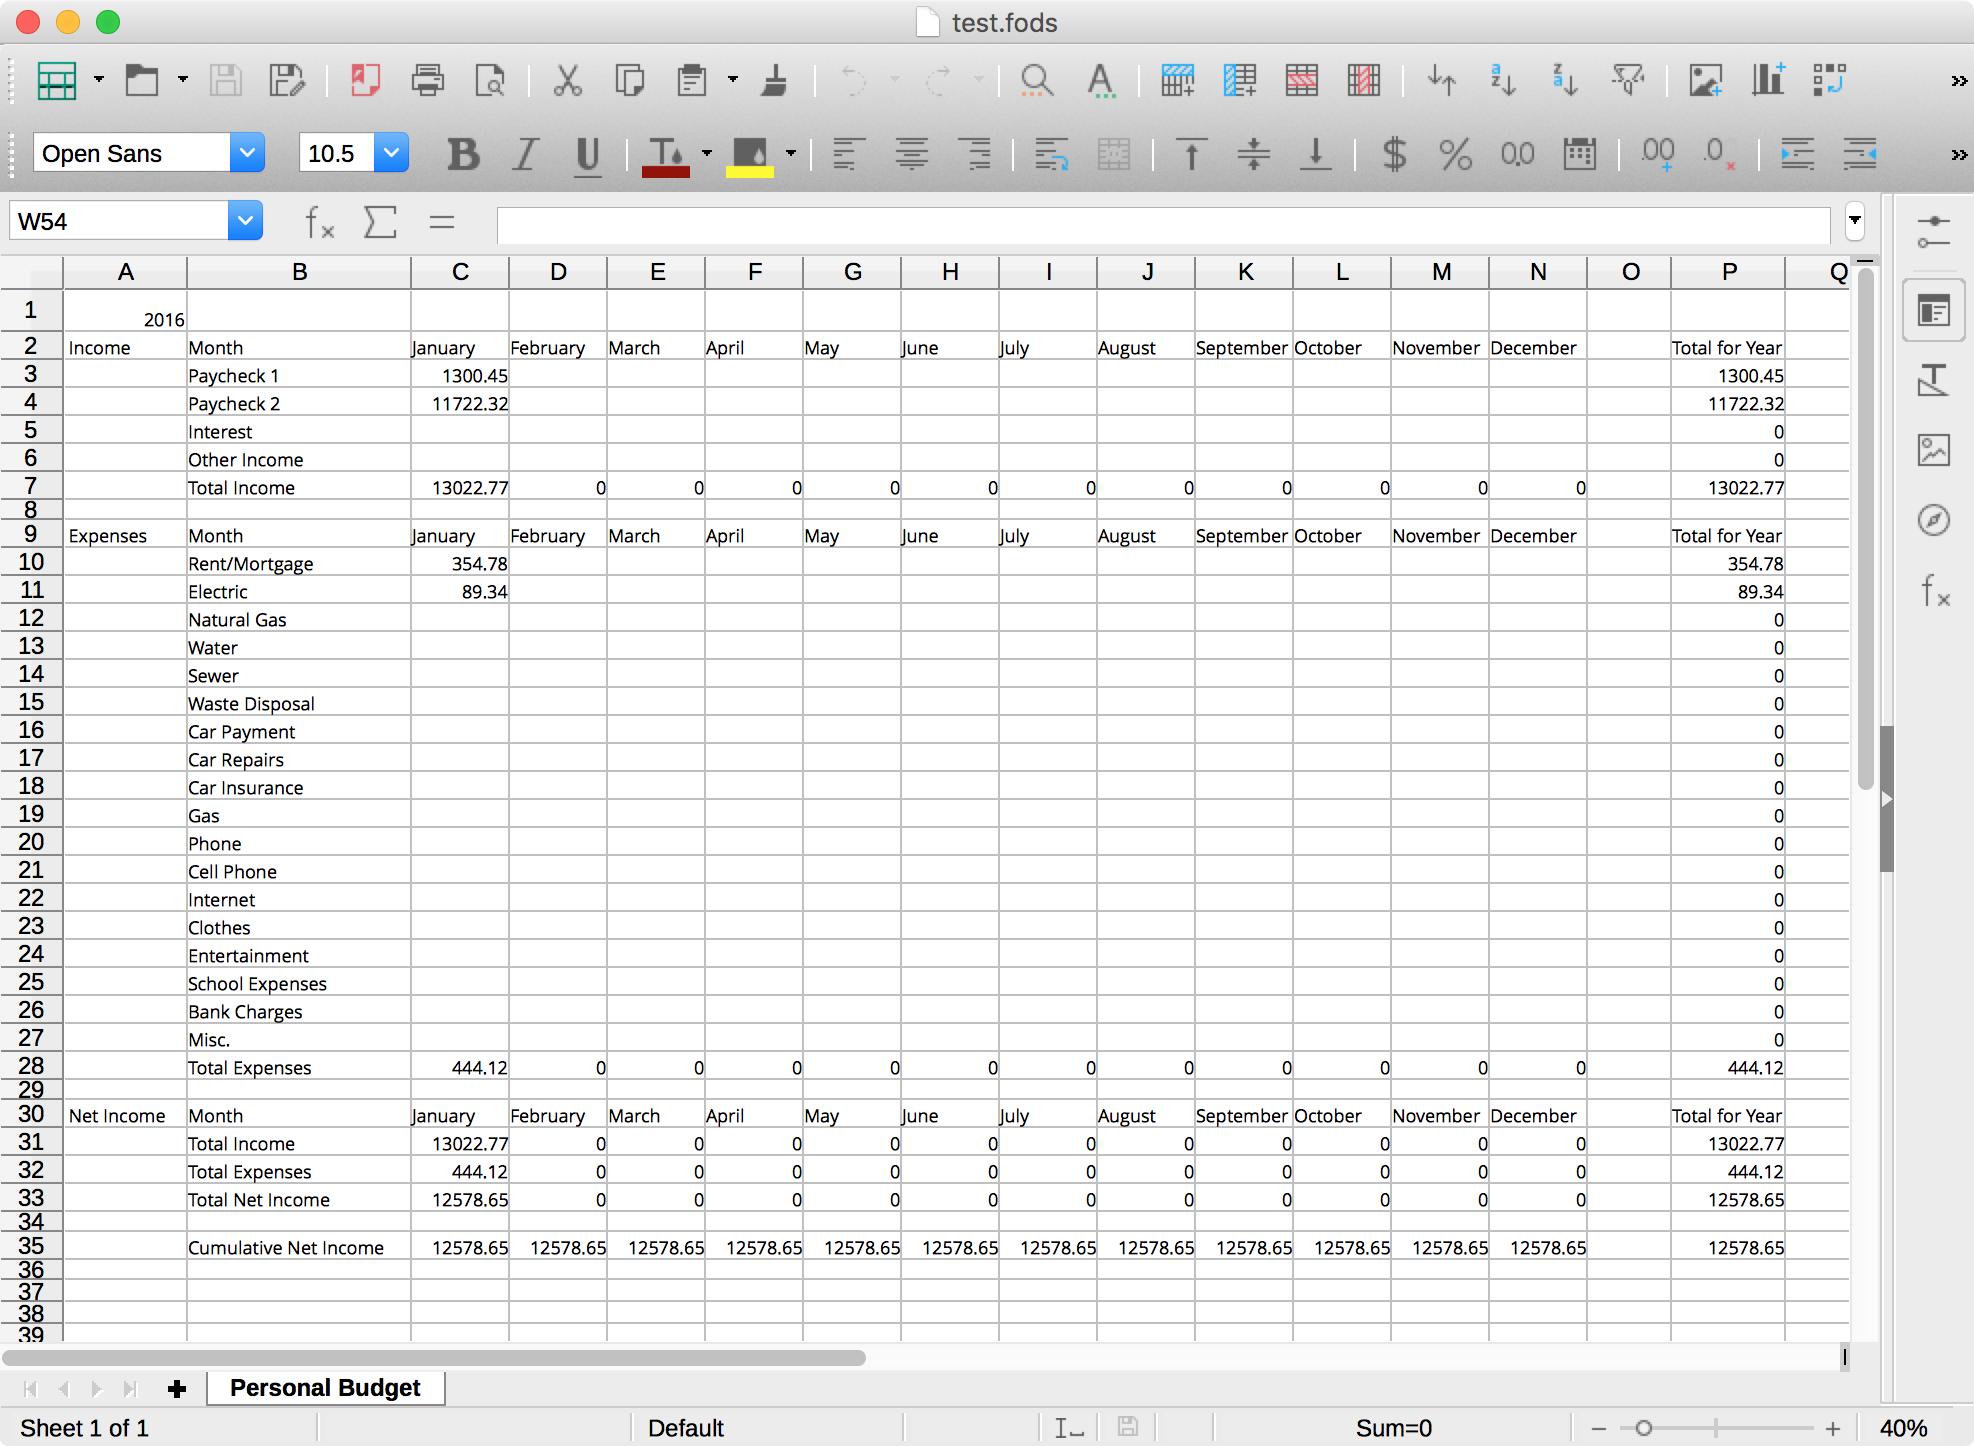 test.fods
Open Sans 10.5
W54
A B C D E F G H I J K L M N O P Q
1 2016
2 Income Month January February March April May June July August September October November December Total for Year
3 Paycheck 1 1300.45 1300.45
4 Paycheck 2 11722.32 11722.32
5 Interest 0
6 Other Income 0
7 Total Income 13022.77 0 0 0 0 0 0 0 0 0 0 0 13022.77
8
9 Expenses Month January February March April May June July August September October November December Total for Year
10 Rent/Mortgage 354.78 354.78
11 Electric 89.34 89.34
12 Natural Gas 0
13 Water 0
14 Sewer 0
15 Waste Disposal 0
16 Car Payment 0
17 Car Repairs 0
18 Car Insurance 0
19 Gas 0
20 Phone 0
21 Cell Phone 0
22 Internet 0
23 Clothes 0
24 Entertainment 0
25 School Expenses 0
26 Bank Charges 0
27 Misc. 0
28 Total Expenses 444.12 0 0 0 0 0 0 0 0 0 0 0 444.12
29
30 Net Income Month January February March April May June July August September October November December Total for Year
31 Total Income 13022.77 0 0 0 0 0 0 0 0 0 0 0 13022.77
32 Total Expenses 444.12 0 0 0 0 0 0 0 0 0 0 0 444.12
33 Total Net Income 12578.65 0 0 0 0 0 0 0 0 0 0 0 12578.65
34
35 Cumulative Net Income 12578.65 12578.65 12578.65 12578.65 12578.65 12578.65 12578.65 12578.65 12578.65 12578.65 12578.65 12578.65 12578.65
36
37
38
39
Personal Budget
Sheet 1 of 1 Default Sum=0 40%